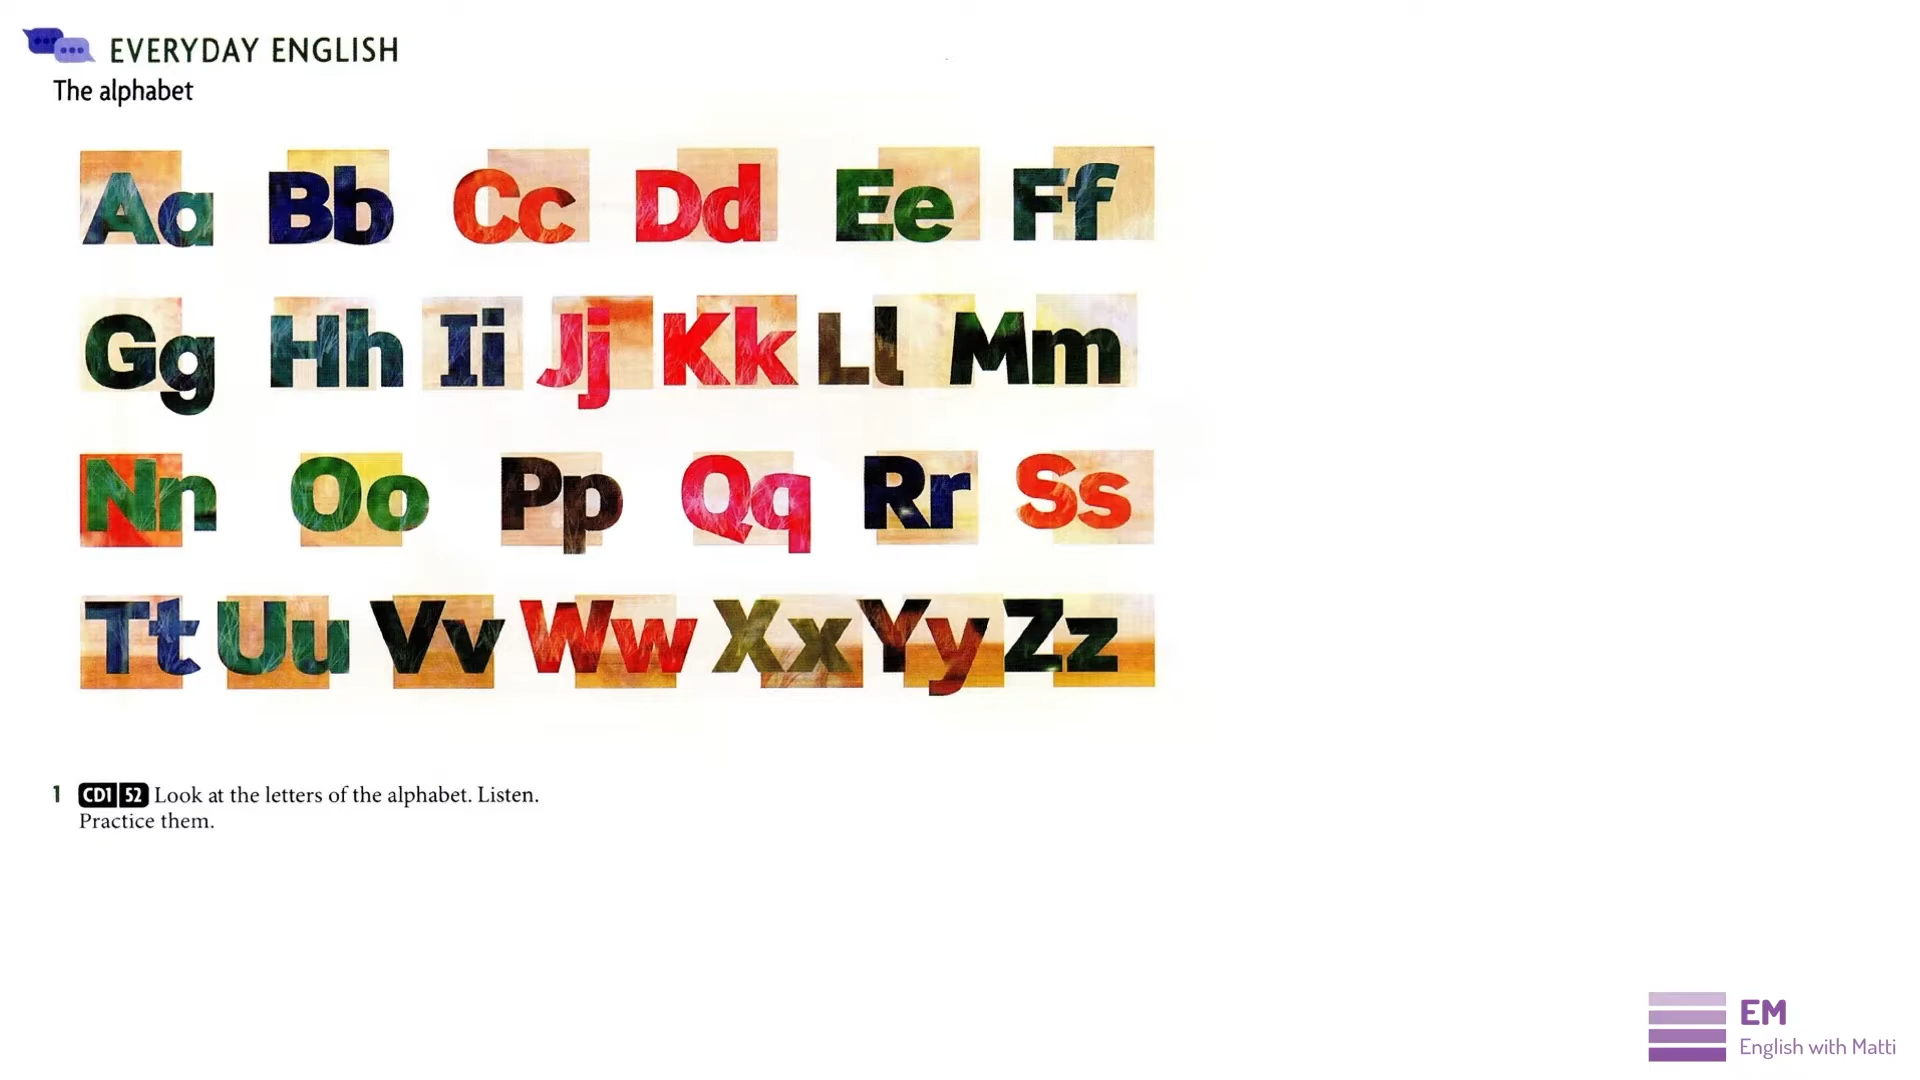 EVERYDAY ENGLISH
The alphabet
Aa Bb Cc Dd Ee Ff
Gg Hh Ii Jj Kk Ll Mm
Nn Oo Pp Qq Rr Ss
Tt Uu Vv Ww Xx Yy Zz
1 CD1 52 Look at the letters of the alphabet. Listen.
Practice them.
EM
English with Matti